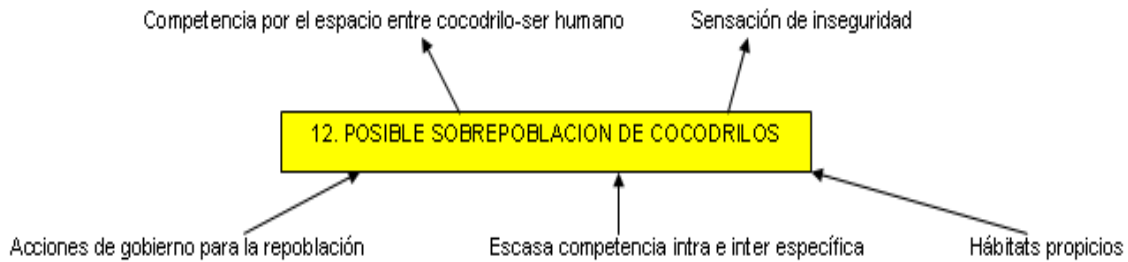 Competencia por el espacio entre cocodrilo-ser humano
Sensación de inseguridad
12. POSIBLE SOBREPOBLACION DE COCODRILOS
Acciones de gobierno para la repoblación
Escasa competencia intra e inter específica
Hábitats propicios